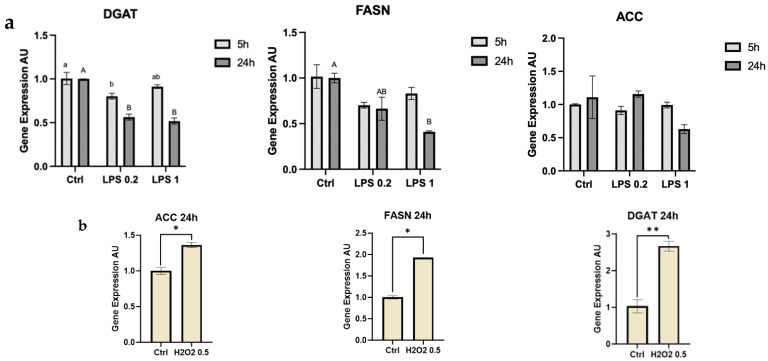 a
DGAT
5h
24h
Gene Expression AU
1.5
1.0
0.5
0.0
a
A
b
B
ab
B
Ctrl
LPS 0.2
LPS 1
FASN
5h
24h
Gene Expression AU
1.5
1.0
0.5
0.0
A
AB
B
Ctrl
LPS 0.2
LPS 1
ACC
5h
24h
Gene Expression AU
2.0
1.5
1.0
0.5
0.0
Ctrl
LPS 0.2
LPS 1
b
ACC 24h
*
Gene Expression AU
1.5
1.0
0.5
0.0
Ctrl
H2O2 0.5
FASN 24h
*
Gene Expression AU
2.5
2.0
1.5
1.0
0.5
0.0
Ctrl
H2O2 0.5
DGAT 24h
**
Gene Expression AU
3
2
1
0
Ctrl
H2O2 0.5